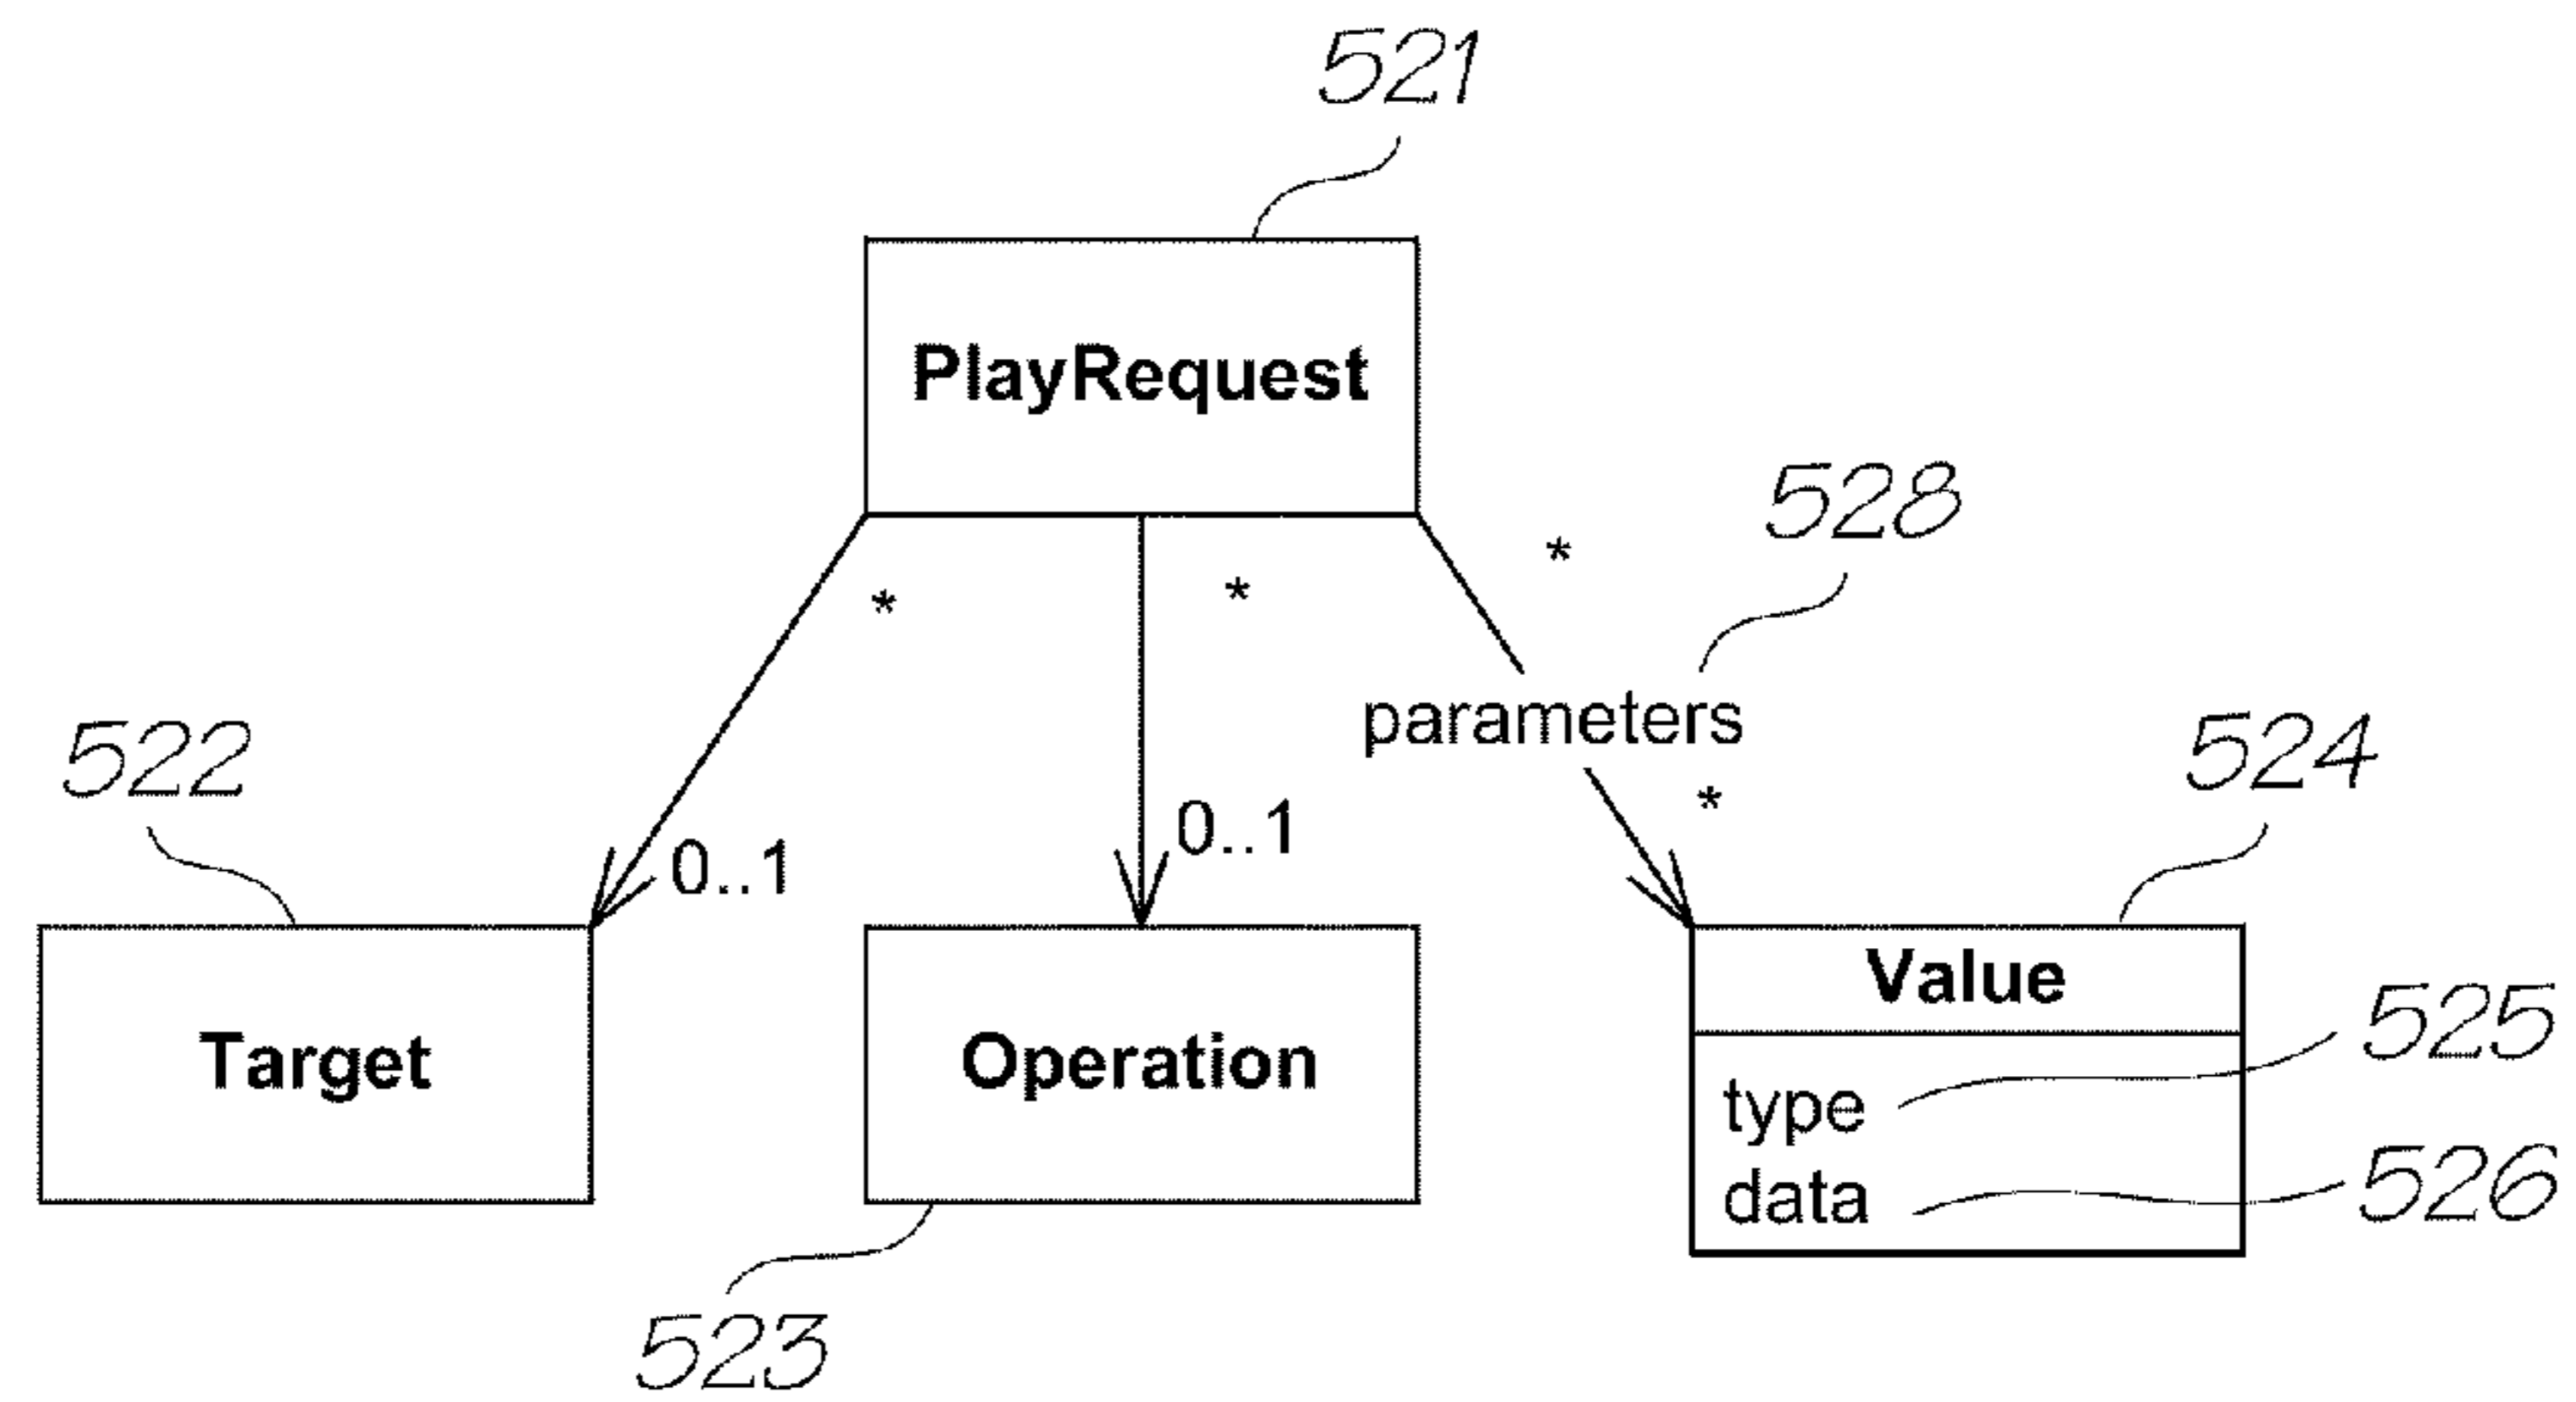 521
PlayRequest
528
*
*
*
parameters
522
524
*
0..1
0..1
Value
525
Target
Operation
type
data
526
523